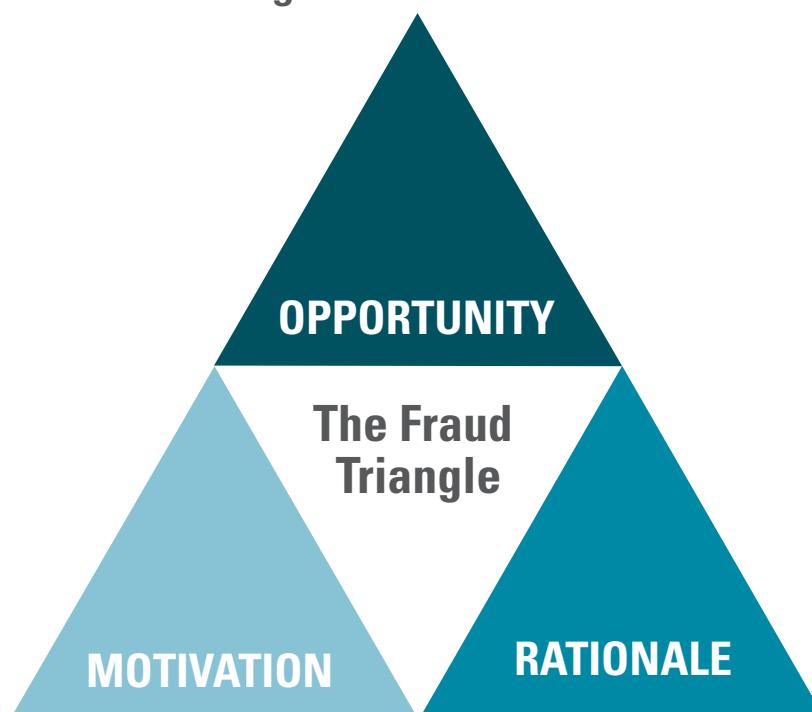 OPPORTUNITY
The Fraud
Triangle
MOTIVATION
RATIONALE